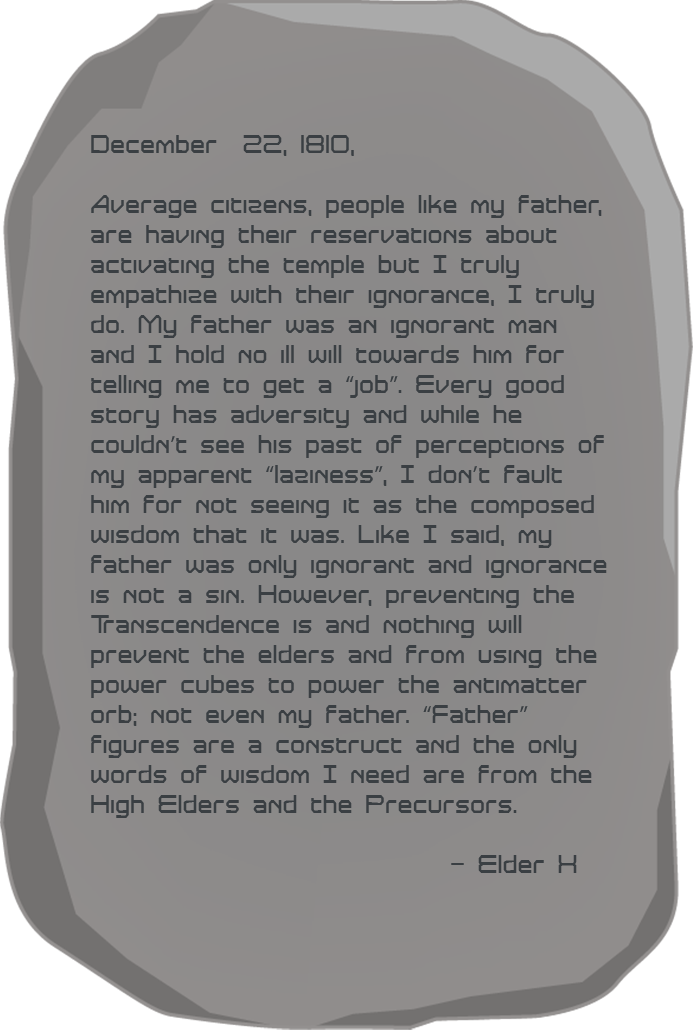 December 22, 1810,
Average citizens, people like my father,
are having their reservations about
activating the temple but I truly
empathize with their ignorance, I truly
do. My father was an ignorant man
and I hold no ill will towards him for
telling me to get a “job”. Every good
story has adversity and while he
couldn’t see his past of perceptions of
my apparent “laziness”, I don’t fault
him for not seeing it as the composed
wisdom that it was. Like I said, my
father was only ignorant and ignorance
is not a sin. However, preventing the
Transcendence is and nothing will
prevent the elders and from using the
power cubes to power the antimatter
orb; not even my father. “Father”
figures are a construct and the only
words of wisdom I need are from the
High Elders and the Precursors.
– Elder X